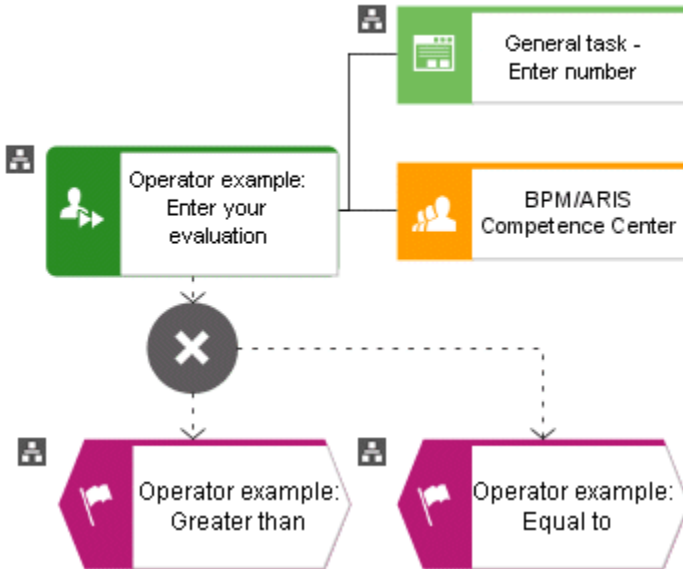 General task -
Enter number
Operator example:
Enter your
evaluation
BPM/ARIS
Competence Center
Operator example:
Greater than
Operator example:
Equal to